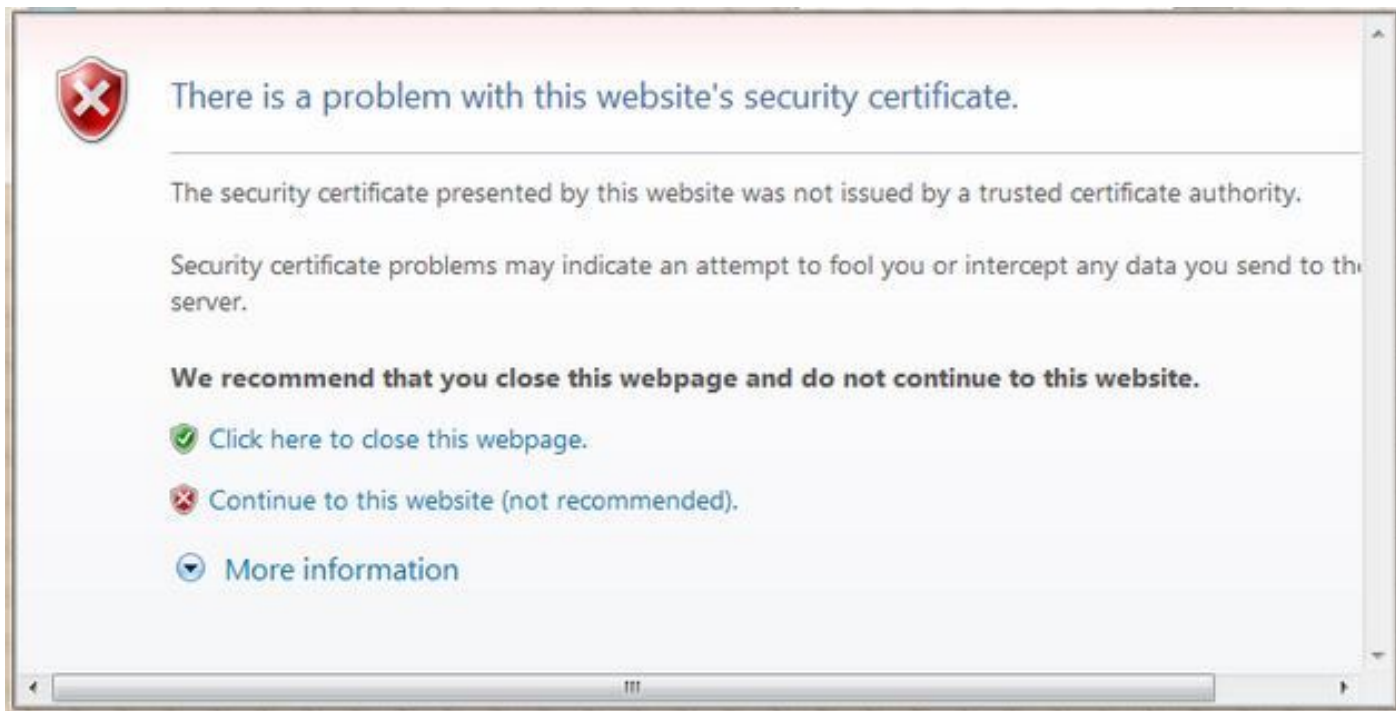 There is a problem with this website's security certificate.
The security certificate presented by this website was not issued by a trusted certificate authority.
Security certificate problems may indicate an attempt to fool you or intercept any data you send to the
server.
We recommend that you close this webpage and do not continue to this website.
Click here to close this webpage.
Continue to this website (not recommended).
More information